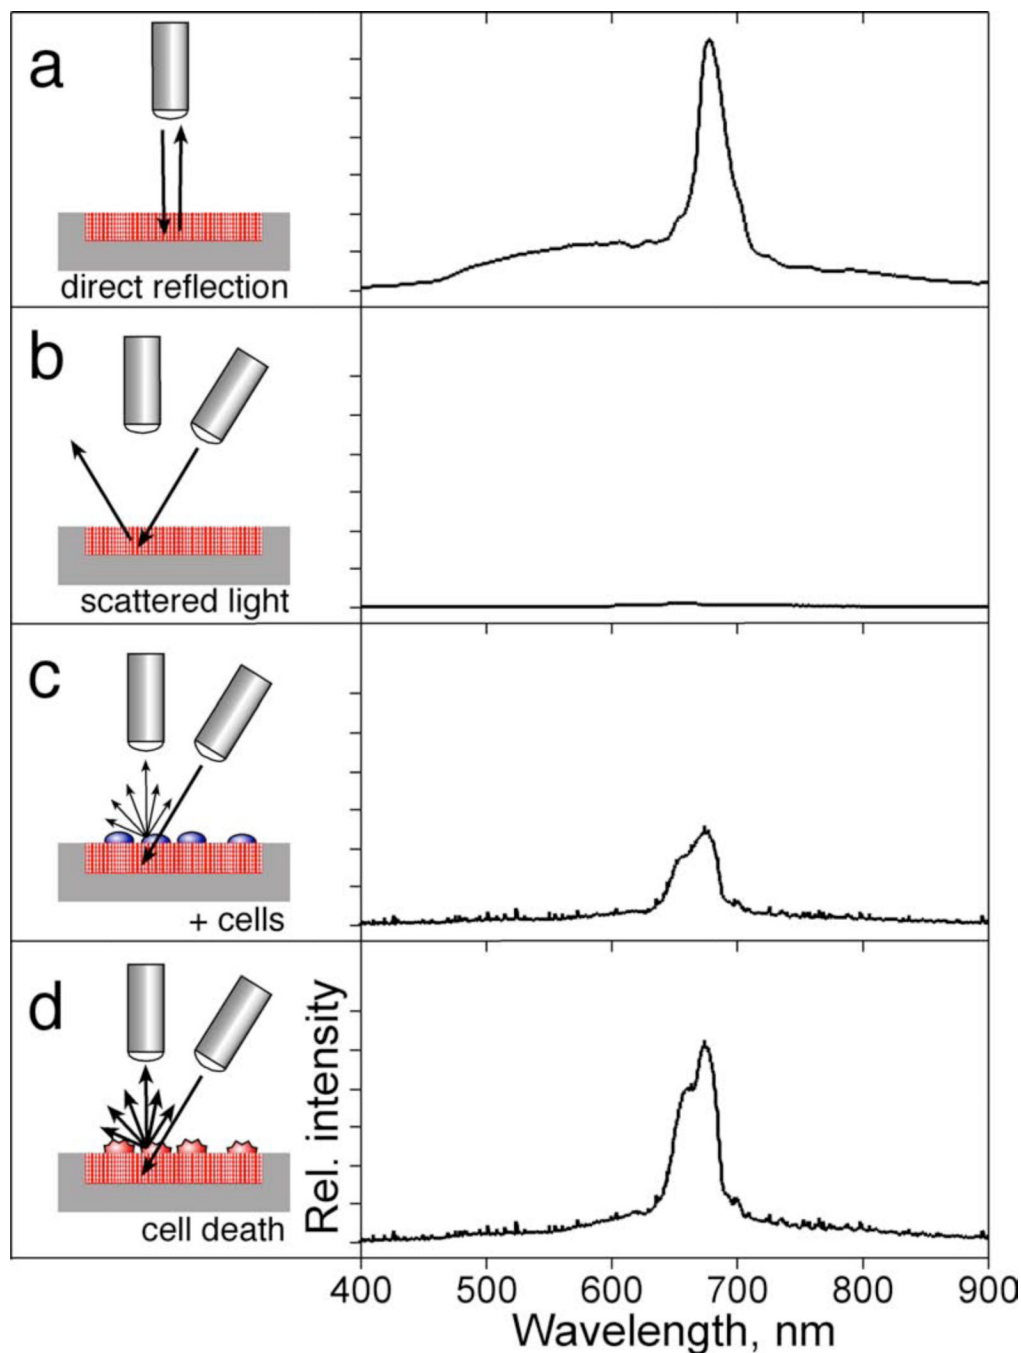 a
direct reflection
b
scattered light
c
+ cells
d
cell death
Rel. intensity
400 500 600 700 800 900
Wavelength, nm